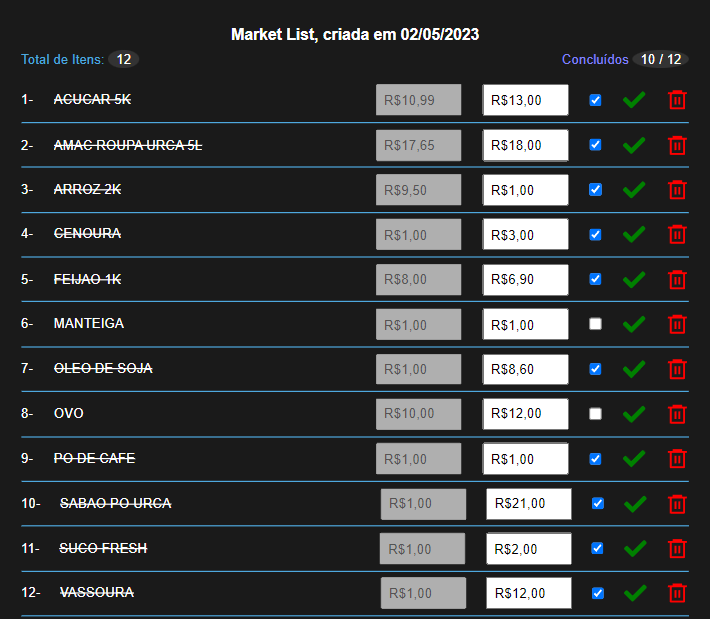 Market List, criada em 02/05/2023
Total de Itens: 12 Concluídos 10 / 12
1- ACUCAR 5K R$10,99 R$13,00
2- AMAC ROUPA URCA 5L R$17,65 R$18,00
3- ARROZ 2K R$9,50 R$1,00
4- CENOURA R$1,00 R$3,00
5- FEIJAO 1K R$8,00 R$6,90
6- MANTEIGA R$1,00 R$1,00
7- OLEO DE SOJA R$1,00 R$8,60
8- OVO R$10,00 R$12,00
9- PO DE CAFE R$1,00 R$1,00
10- SABAO PO URCA R$1,00 R$21,00
11- SUCO FRESH R$1,00 R$2,00
12- VASSOURA R$1,00 R$12,00